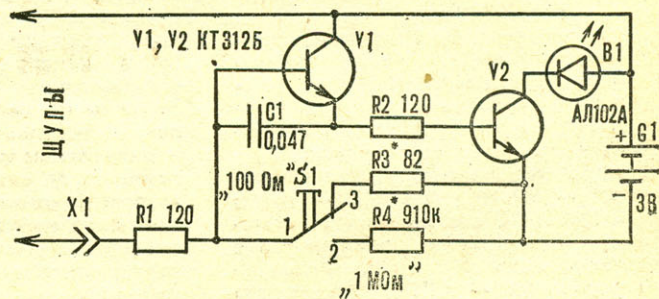 V1, V2 КТ312Б
V1
V2
B1
АЛ102А
ЩУПЫ
C1
0,047
R2 120
*
R3 82
*
R4 910к
G1
+
-
3В
„100 Ом"
S1
1
3
2
X1
R1 120
„1 МОм"